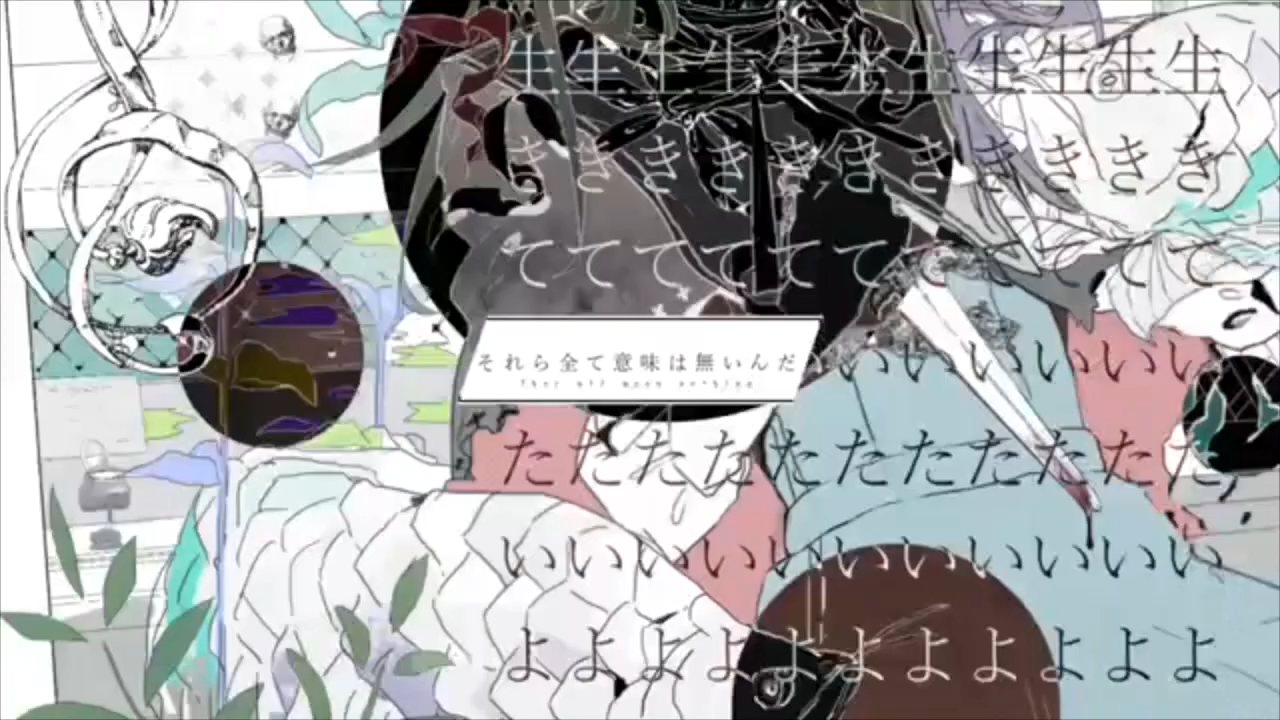 生生生生生生生生生生生
きききききききききききき
ててててててててててて
それら全て意味は無いんだ
いいいいいい
たたたたたたたたたたた
いいいいいいいいいいい
よよよよよよよよよよよ